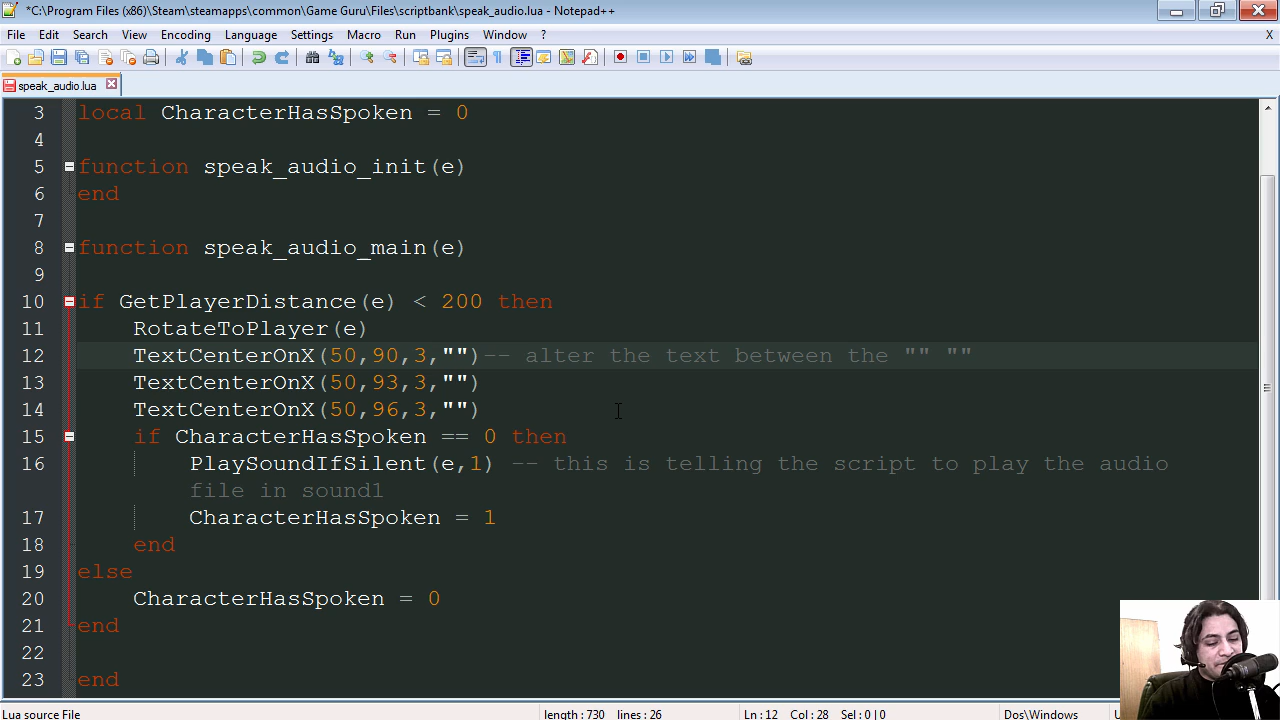 *C:\Program Files (x86)\Steam\steamapps\common\Game Guru\Files\scriptbank\speak_audio.lua - Notepad++
File Edit Search View Encoding Language Settings Macro Run Plugins Window ? X
speak_audio.lua
3 local CharacterHasSpoken = 0
4
5 function speak_audio_init(e)
6 end
7
8 function speak_audio_main(e)
9
10 if GetPlayerDistance(e) < 200 then
11 RotateToPlayer(e)
12 TextCenterOnX(50,90,3,"")-- alter the text between the "" ""
13 TextCenterOnX(50,93,3,"")
14 TextCenterOnX(50,96,3,"")
15 if CharacterHasSpoken == 0 then
16 PlaySoundIfSilent(e,1) -- this is telling the script to play the audio
file in sound1
17 CharacterHasSpoken = 1
18 end
19 else
20 CharacterHasSpoken = 0
21 end
22
23 end
Lua source File length : 730 lines : 26 Ln : 12 Col : 28 Sel : 0 | 0 Dos\Windows